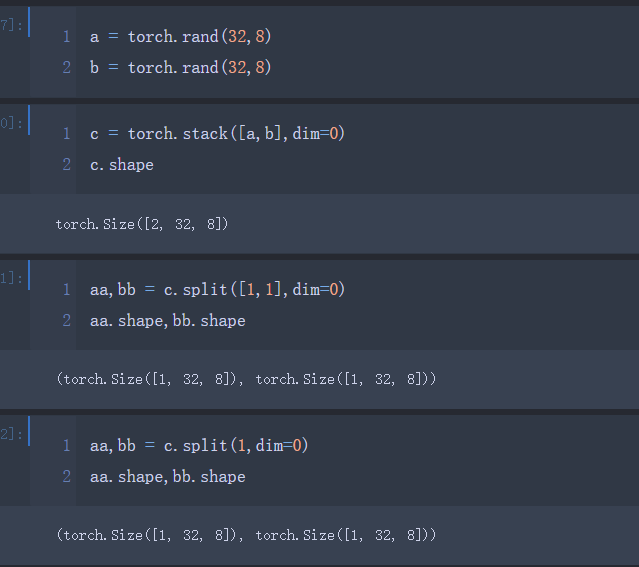 7]:
1 a = torch.rand(32,8)
2 b = torch.rand(32,8)
0]:
1 c = torch.stack([a,b],dim=0)
2 c.shape
torch.Size([2, 32, 8])
1]:
1 aa,bb = c.split([1,1],dim=0)
2 aa.shape,bb.shape
(torch.Size([1, 32, 8]), torch.Size([1, 32, 8]))
2]:
1 aa,bb = c.split(1,dim=0)
2 aa.shape,bb.shape
(torch.Size([1, 32, 8]), torch.Size([1, 32, 8]))